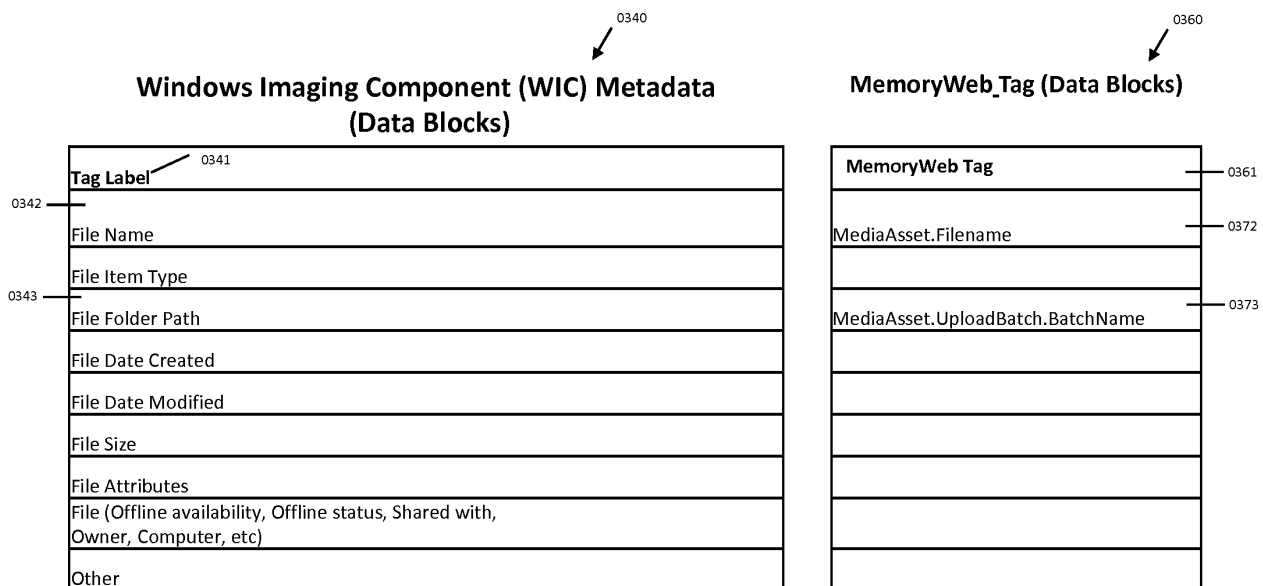 0340
0360
Windows Imaging Component (WIC) Metadata
(Data Blocks)
MemoryWeb_Tag (Data Blocks)
0341
Tag Label
MemoryWeb Tag
0361
0342
File Name
MediaAsset.Filename
0372
File Item Type
0343
File Folder Path
MediaAsset.UploadBatch.BatchName
0373
File Date Created
File Date Modified
File Size
File Attributes
File (Offline availability, Offline status, Shared with,
Owner, Computer, etc)
Other